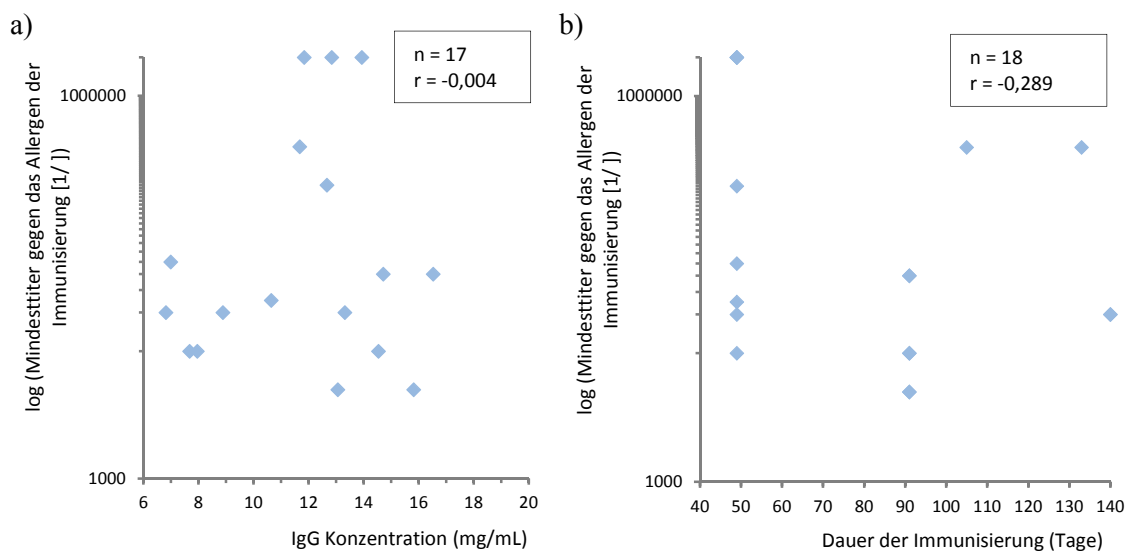 a)
n = 17
r = -0,004
log (Mindesttiter gegen das Allergen der
Immunisierung [1/ ])
1000000
1000
6 8 10 12 14 16 18 20
IgG Konzentration (mg/mL)
b)
n = 18
r = -0,289
log (Mindesttiter gegen das Allergen der
Immunisierung [1/ ])
1000000
1000
40 50 60 70 80 90 100 110 120 130 140
Dauer der Immunisierung (Tage)